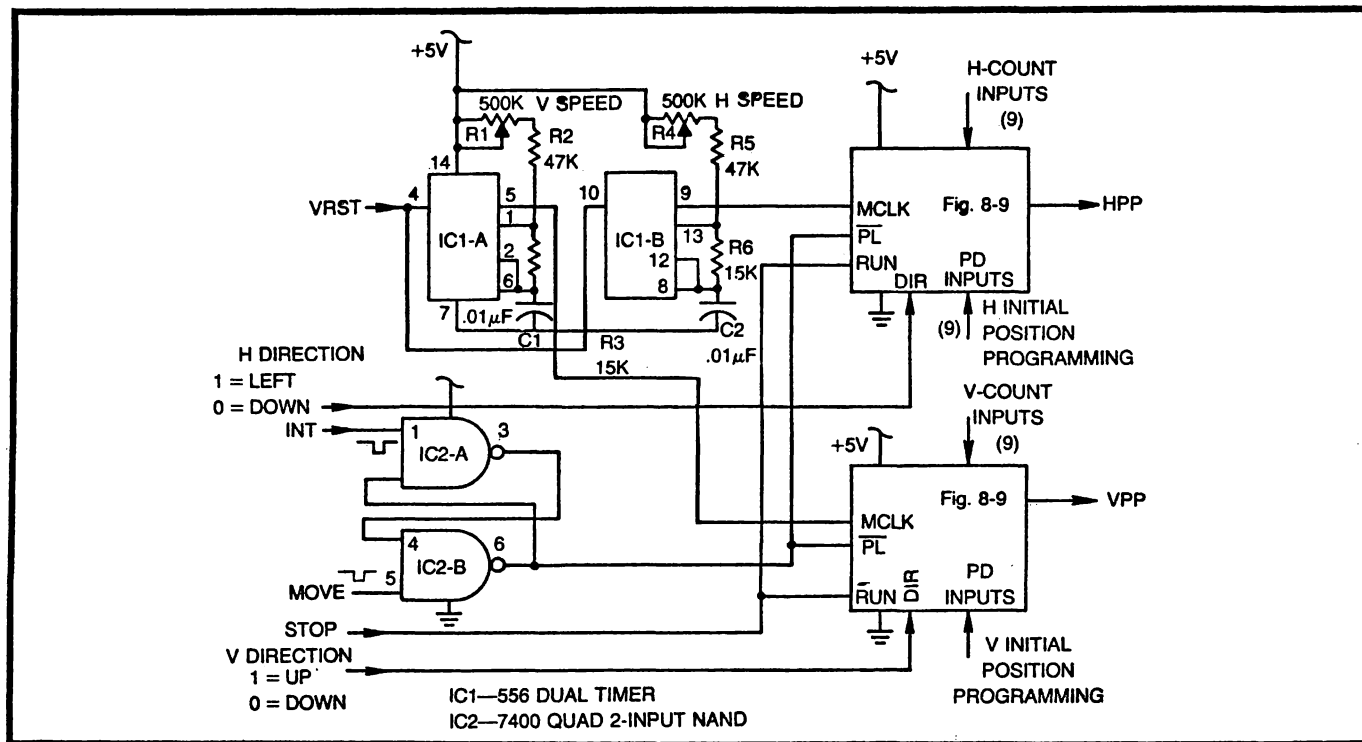 +5V
500K V SPEED
R1
R2
47K
14
4
VRST
5
1
IC1-A
2
6
7
.01µF
C1
R3
15K
500K H SPEED
R4
R5
47K
10
9
13
IC1-B
12
8
R6
15K
C2
.01µF
+5V
H-COUNT
INPUTS
(9)
MCLK
Fig. 8-9
PL
RUN
DIR
PD
INPUTS
HPP
(9)
H INITIAL
POSITION
PROGRAMMING
H DIRECTION
1 = LEFT
0 = DOWN
INT
1
3
IC2-A
4
6
IC2-B
5
MOVE
STOP
V DIRECTION
1 = UP
0 = DOWN
V-COUNT
INPUTS
(9)
+5V
Fig. 8-9
MCLK
PL
RUN
DIR
PD
INPUTS
VPP
V INITIAL
POSITION
PROGRAMMING
IC1—556 DUAL TIMER
IC2—7400 QUAD 2-INPUT NAND